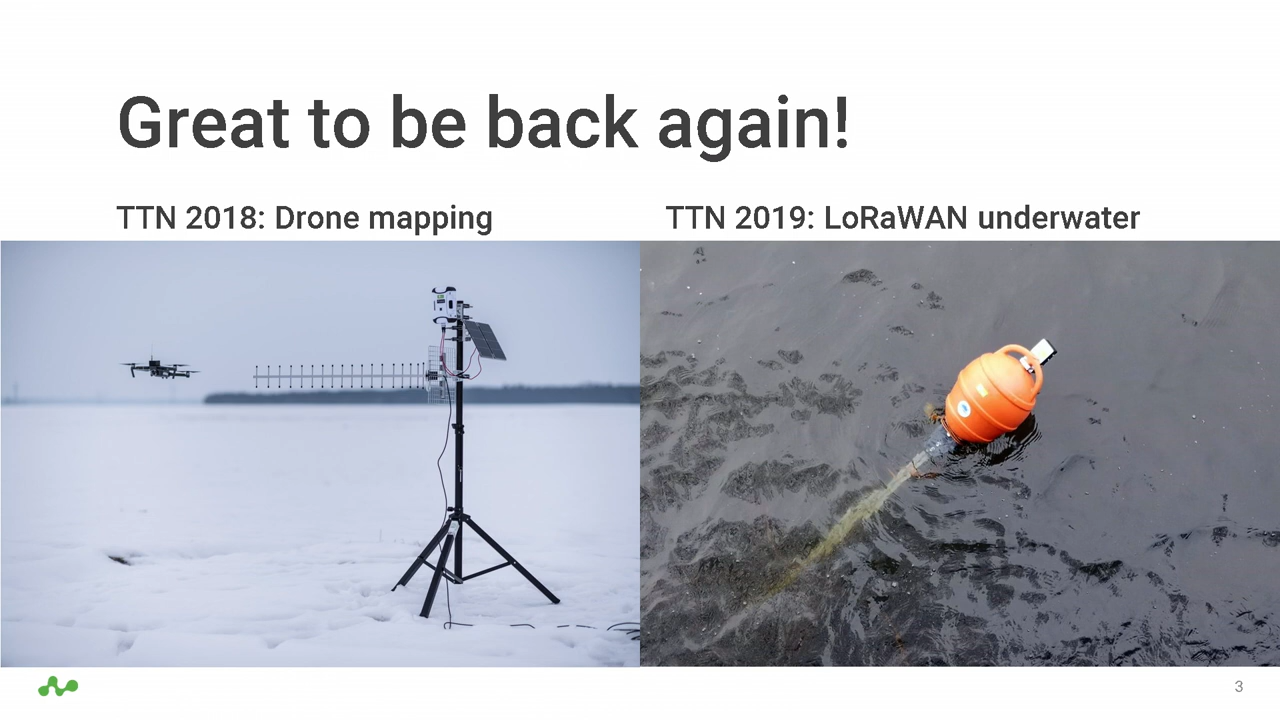 Great to be back again!
TTN 2018: Drone mapping
TTN 2019: LoRaWAN underwater
3